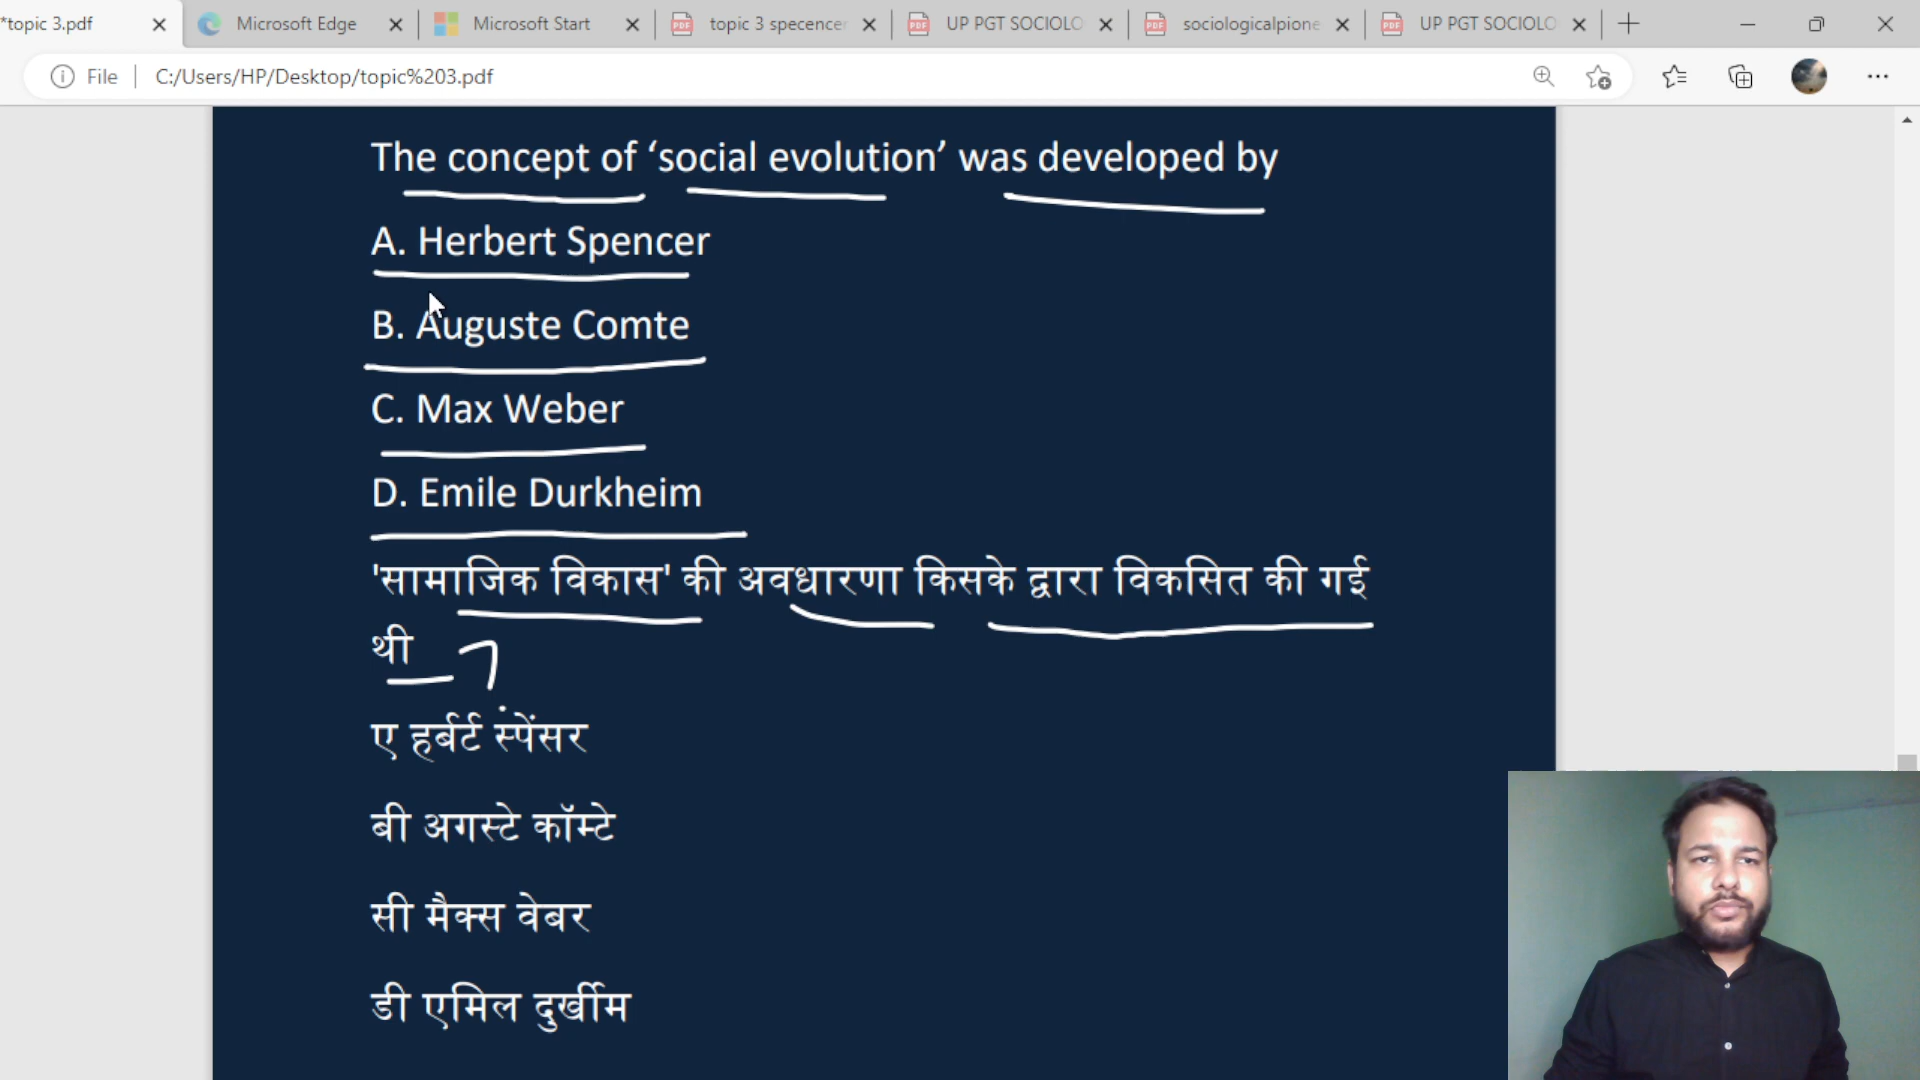 *topic 3.pdf
Microsoft Edge
Microsoft Start
topic 3 specencer
UP PGT SOCIOLO
sociologicalpione
UP PGT SOCIOLO
File
C:/Users/HP/Desktop/topic%203.pdf
The concept of ‘social evolution’ was developed by
A. Herbert Spencer
B. Auguste Comte
C. Max Weber
D. Emile Durkheim
'सामाजिक विकास' की अवधारणा किसके द्वारा विकसित की गई
थी ?
ए हर्बर्ट स्पेंसर
बी अगस्टे कॉम्टे
सी मैक्स वेबर
डी एमिल दुर्खीम